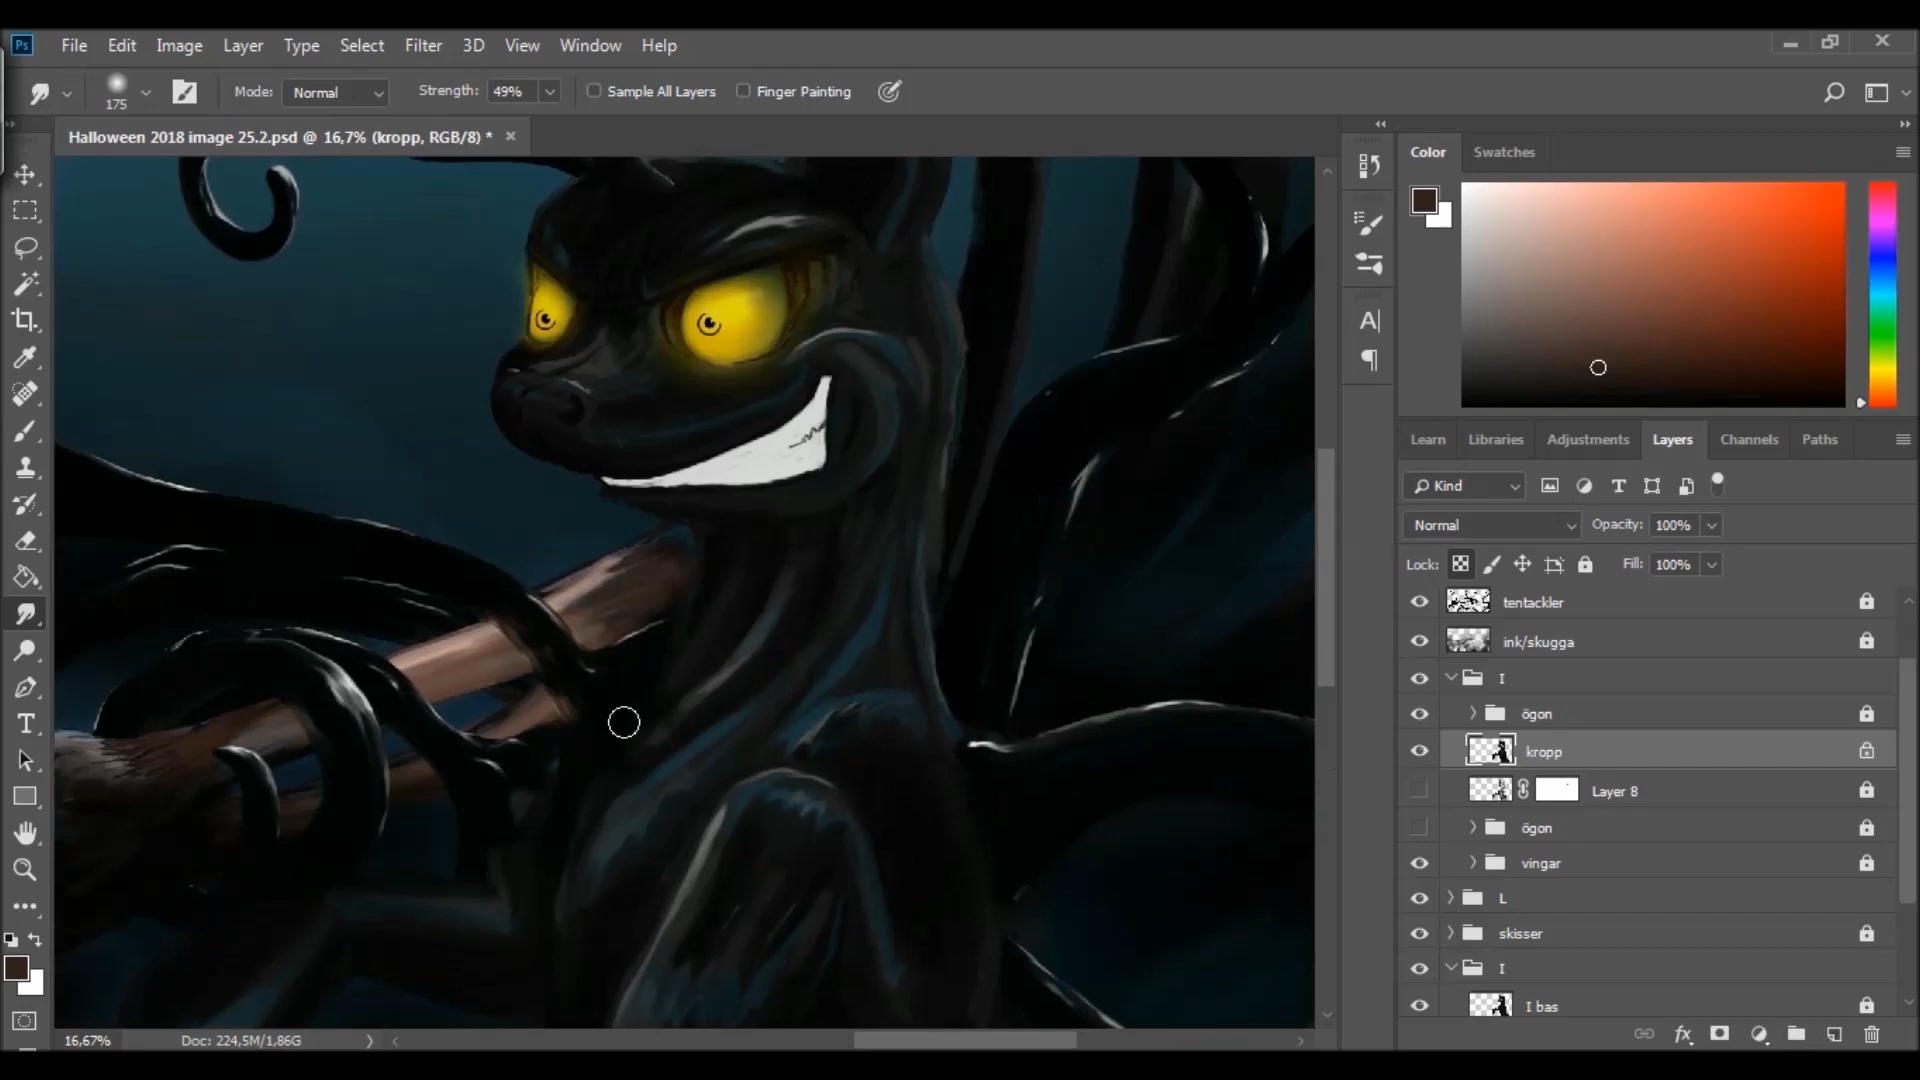 Ps File Edit Image Layer Type Select Filter 3D View Window Help
175 Mode: Normal Strength: 49% Sample All Layers Finger Painting
Halloween 2018 image 25.2.psd @ 16,7% (kropp, RGB/8) *
Color Swatches
Learn Libraries Adjustments Layers Channels Paths
Kind
Normal Opacity: 100%
Lock: Fill: 100%
tentackler
ink/skugga
I
ögon
kropp
Layer 8
ögon
vingar
L
skisser
I
I bas
16,67% Doc: 224,5M/1,86G